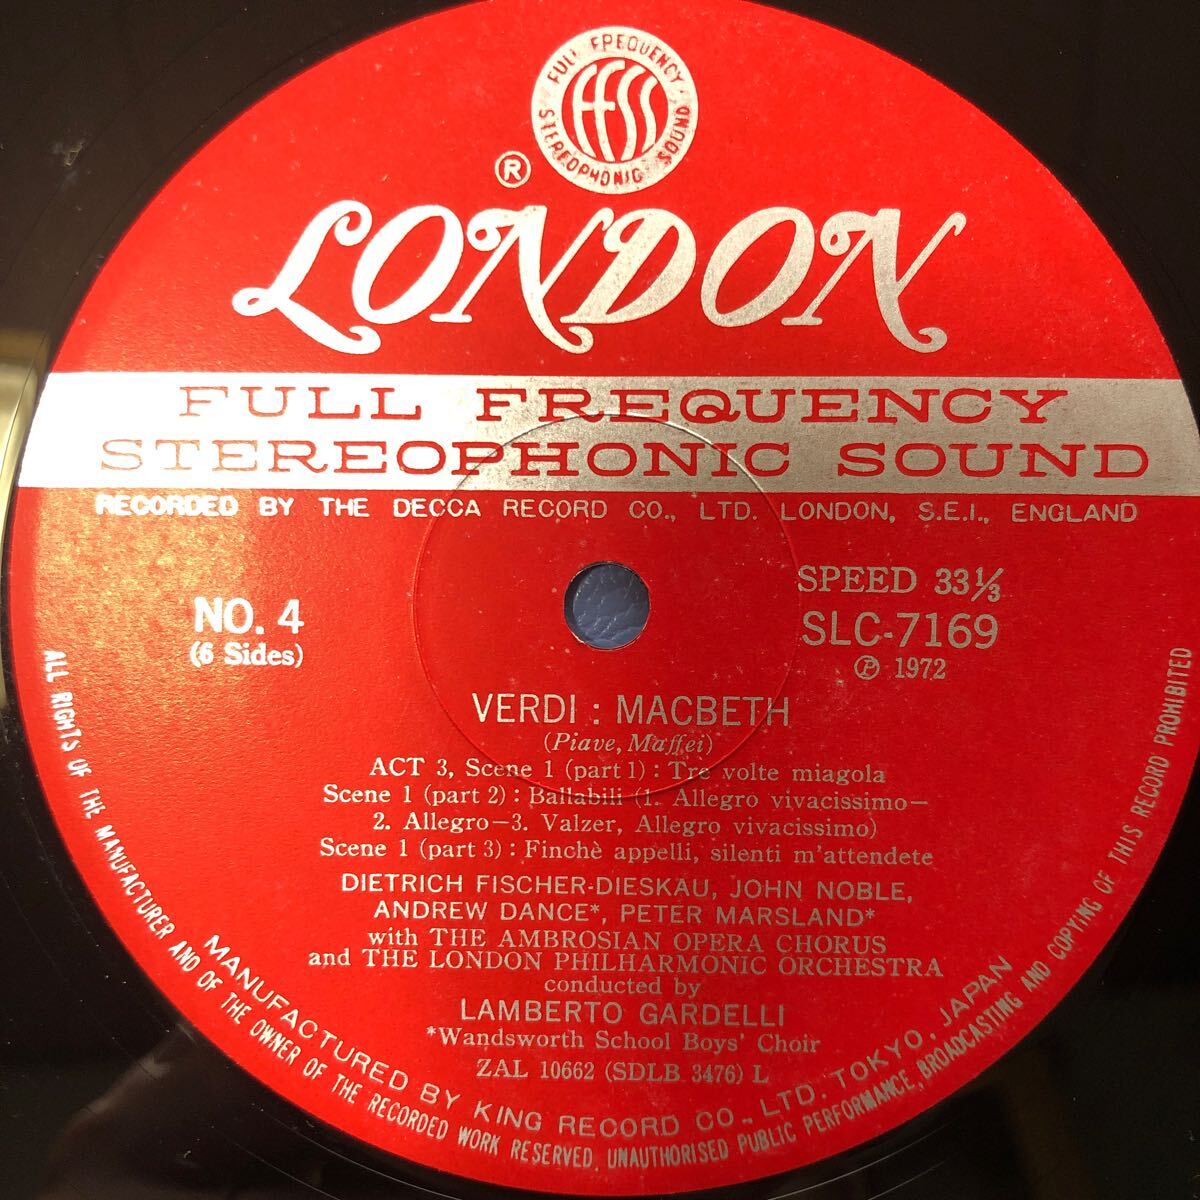 FULL FREQUENCY
STEREOPHONIC SOUND
ffss
®
LONDON
FULL FREQUENCY
STEREOPHONIC SOUND
RECORDED BY THE DECCA RECORD CO., LTD. LONDON, S.E.I., ENGLAND
NO. 4
(6 Sides)
SPEED 33⅓
SLC-7169
Ⓟ 1972
VERDI : MACBETH
(Piave, Maffei)
ACT 3, Scene 1 (part 1) : Tre volte miagola
Scene 1 (part 2) : Ballabili (1. Allegro vivacissimo—
2. Allegro—3. Valzer, Allegro vivacissimo)
Scene 1 (part 3) : Finchè appelli, silenti m'attendete
DIETRICH FISCHER-DIESKAU, JOHN NOBLE,
ANDREW DANCE*, PETER MARSLAND*
with THE AMBROSIAN OPERA CHORUS
and THE LONDON PHILHARMONIC ORCHESTRA
conducted by
LAMBERTO GARDELLI
*Wandsworth School Boys' Choir
ZAL 10662 (SDLB 3476) L
MANUFACTURED BY KING RECORD CO., LTD. TOKYO, JAPAN
ALL RIGHTS OF THE MANUFACTURER AND OF THE OWNER OF THE RECORDED WORK RESERVED. UNAUTHORISED PUBLIC PERFORMANCE, BROADCASTING AND COPYING OF THIS RECORD PROHIBITED